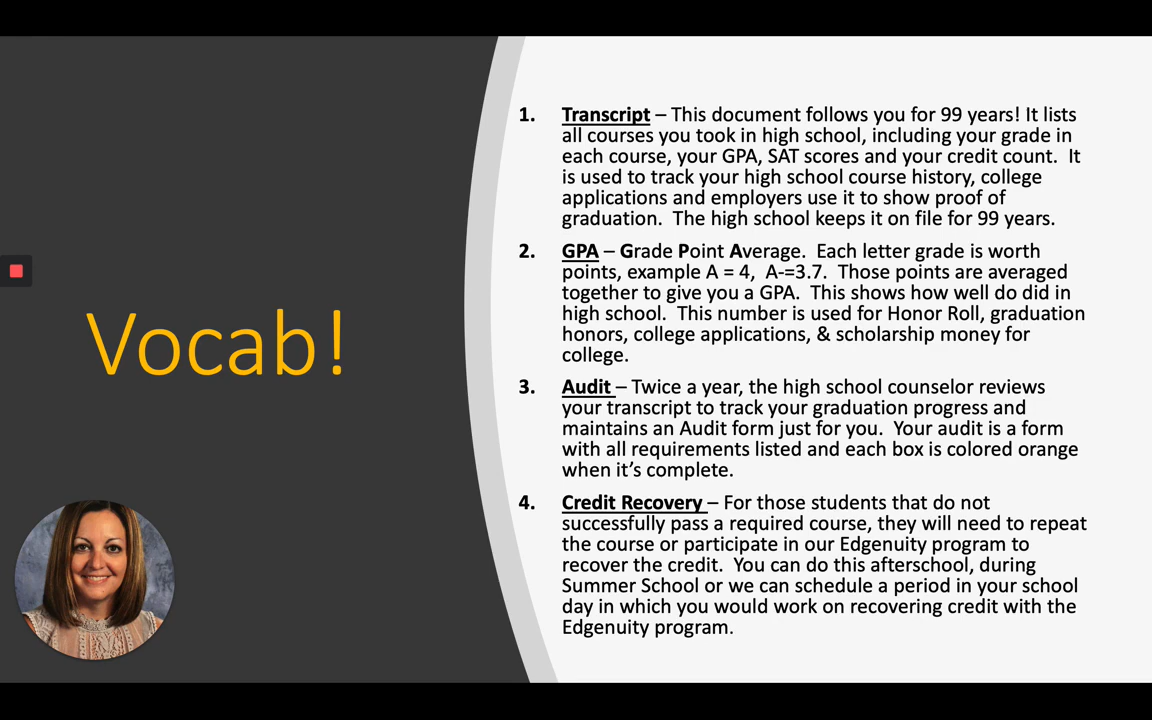 Vocab!
1. Transcript – This document follows you for 99 years! It lists
all courses you took in high school, including your grade in
each course, your GPA, SAT scores and your credit count.  It
is used to track your high school course history, college
applications and employers use it to show proof of
graduation.  The high school keeps it on file for 99 years.
2. GPA – Grade Point Average.  Each letter grade is worth
points, example A = 4,  A-=3.7.  Those points are averaged
together to give you a GPA.  This shows how well do did in
high school.  This number is used for Honor Roll, graduation
honors, college applications, & scholarship money for
college.
3. Audit – Twice a year, the high school counselor reviews
your transcript to track your graduation progress and
maintains an Audit form just for you.  Your audit is a form
with all requirements listed and each box is colored orange
when it’s complete.
4. Credit Recovery – For those students that do not
successfully pass a required course, they will need to repeat
the course or participate in our Edgenuity program to
recover the credit.  You can do this afterschool, during
Summer School or we can schedule a period in your school
day in which you would work on recovering credit with the
Edgenuity program.